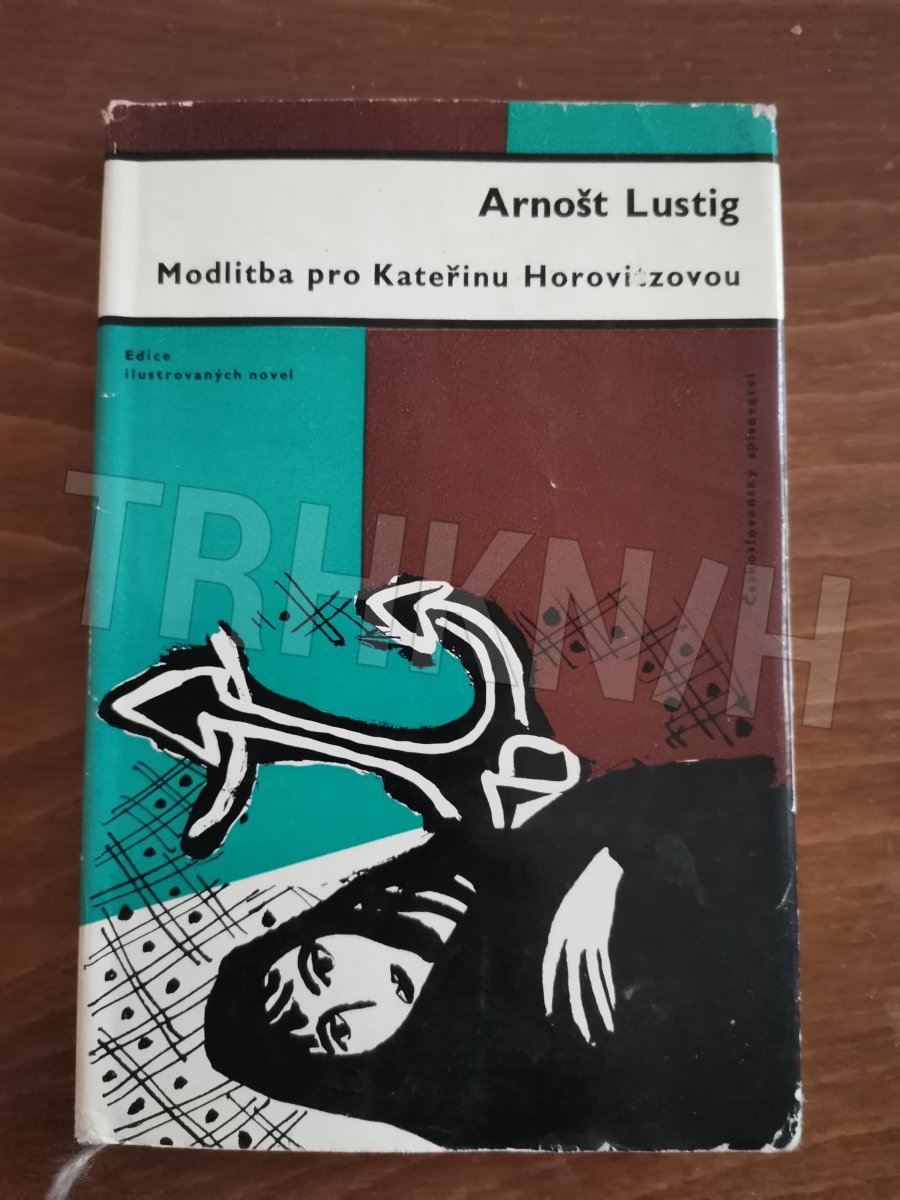 Arnošt Lustig
Modlitba pro Kateřinu Horovitzovou
Edice
ilustrovaných novel
Československý spisovatel
TRHKNIH